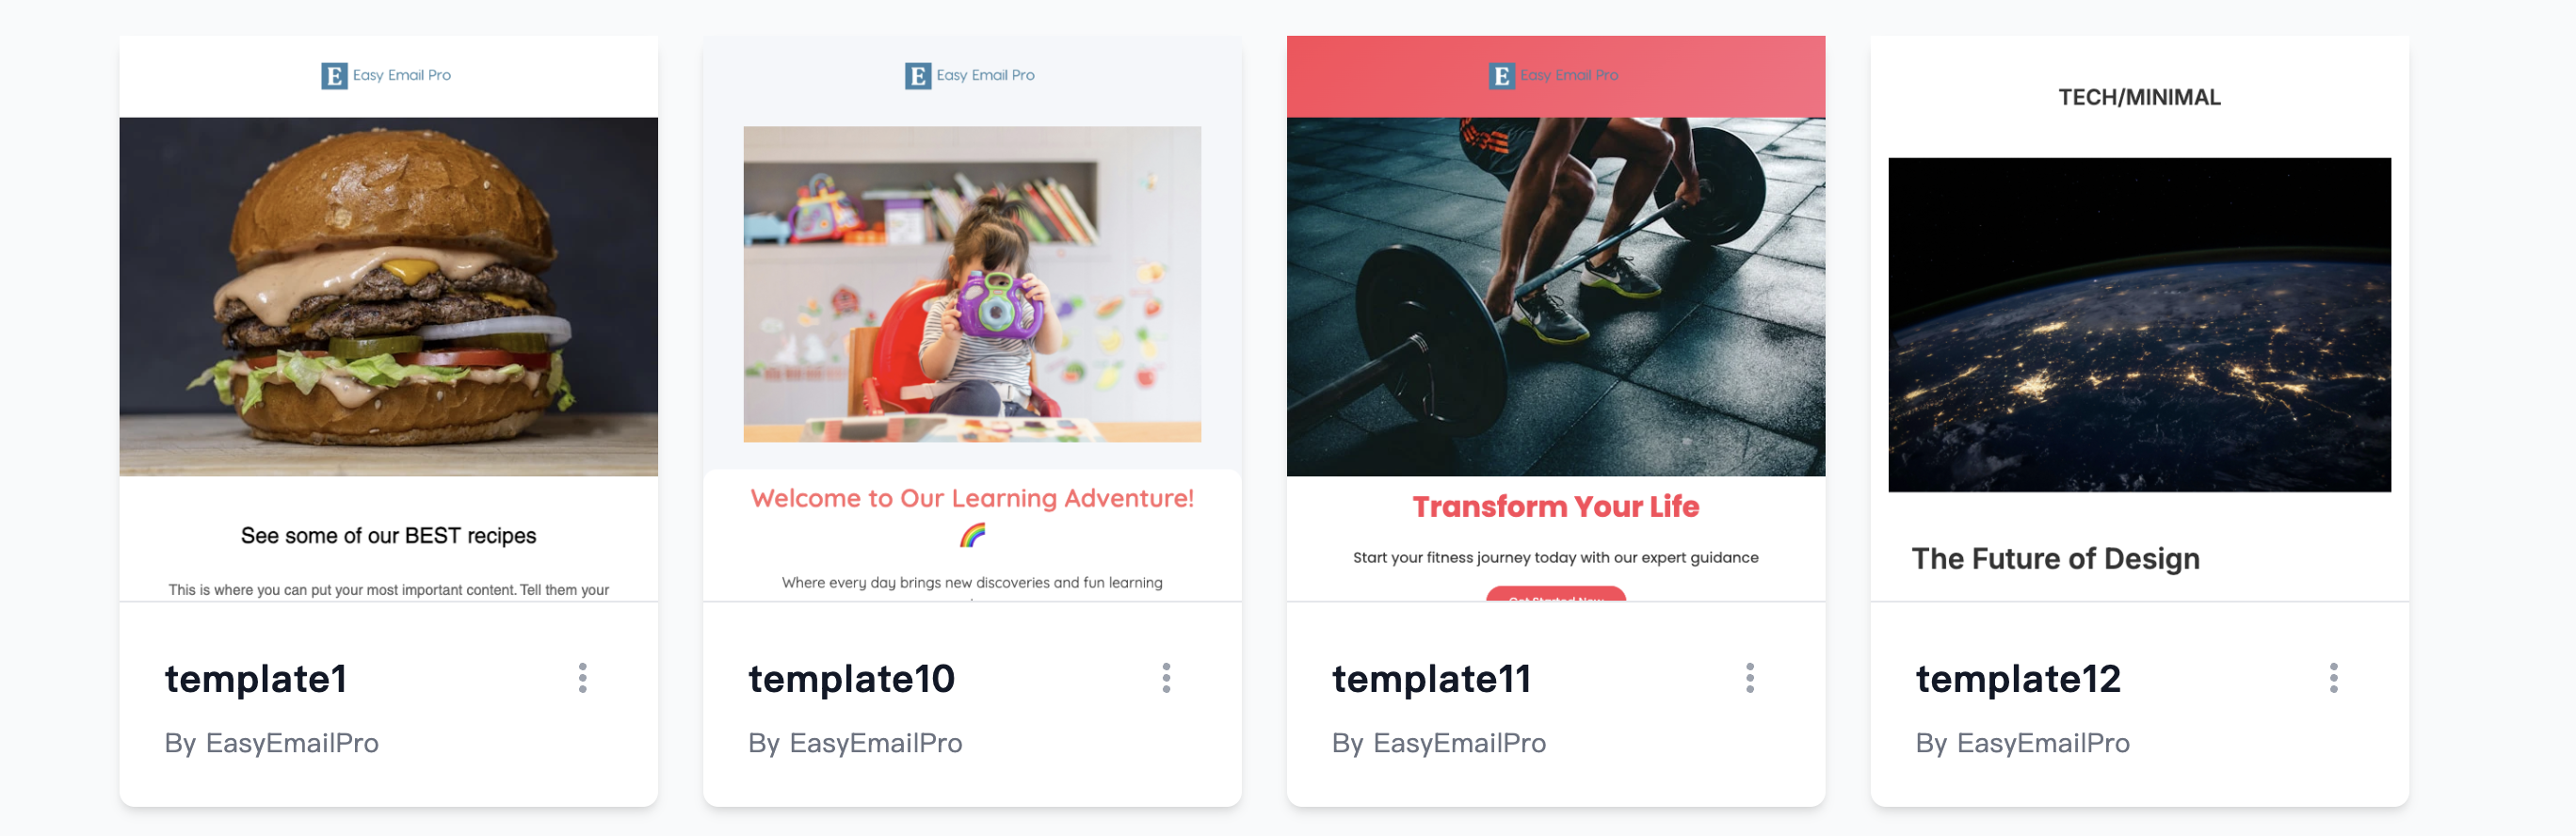 Easy Email Pro
See some of our BEST recipes
This is where you can put your most important content. Tell them your
template1
By EasyEmailPro
Easy Email Pro
Welcome to Our Learning Adventure!
Where every day brings new discoveries and fun learning
template10
By EasyEmailPro
Easy Email Pro
Transform Your Life
Start your fitness journey today with our expert guidance
Get Started Now
template11
By EasyEmailPro
TECH/MINIMAL
The Future of Design
template12
By EasyEmailPro